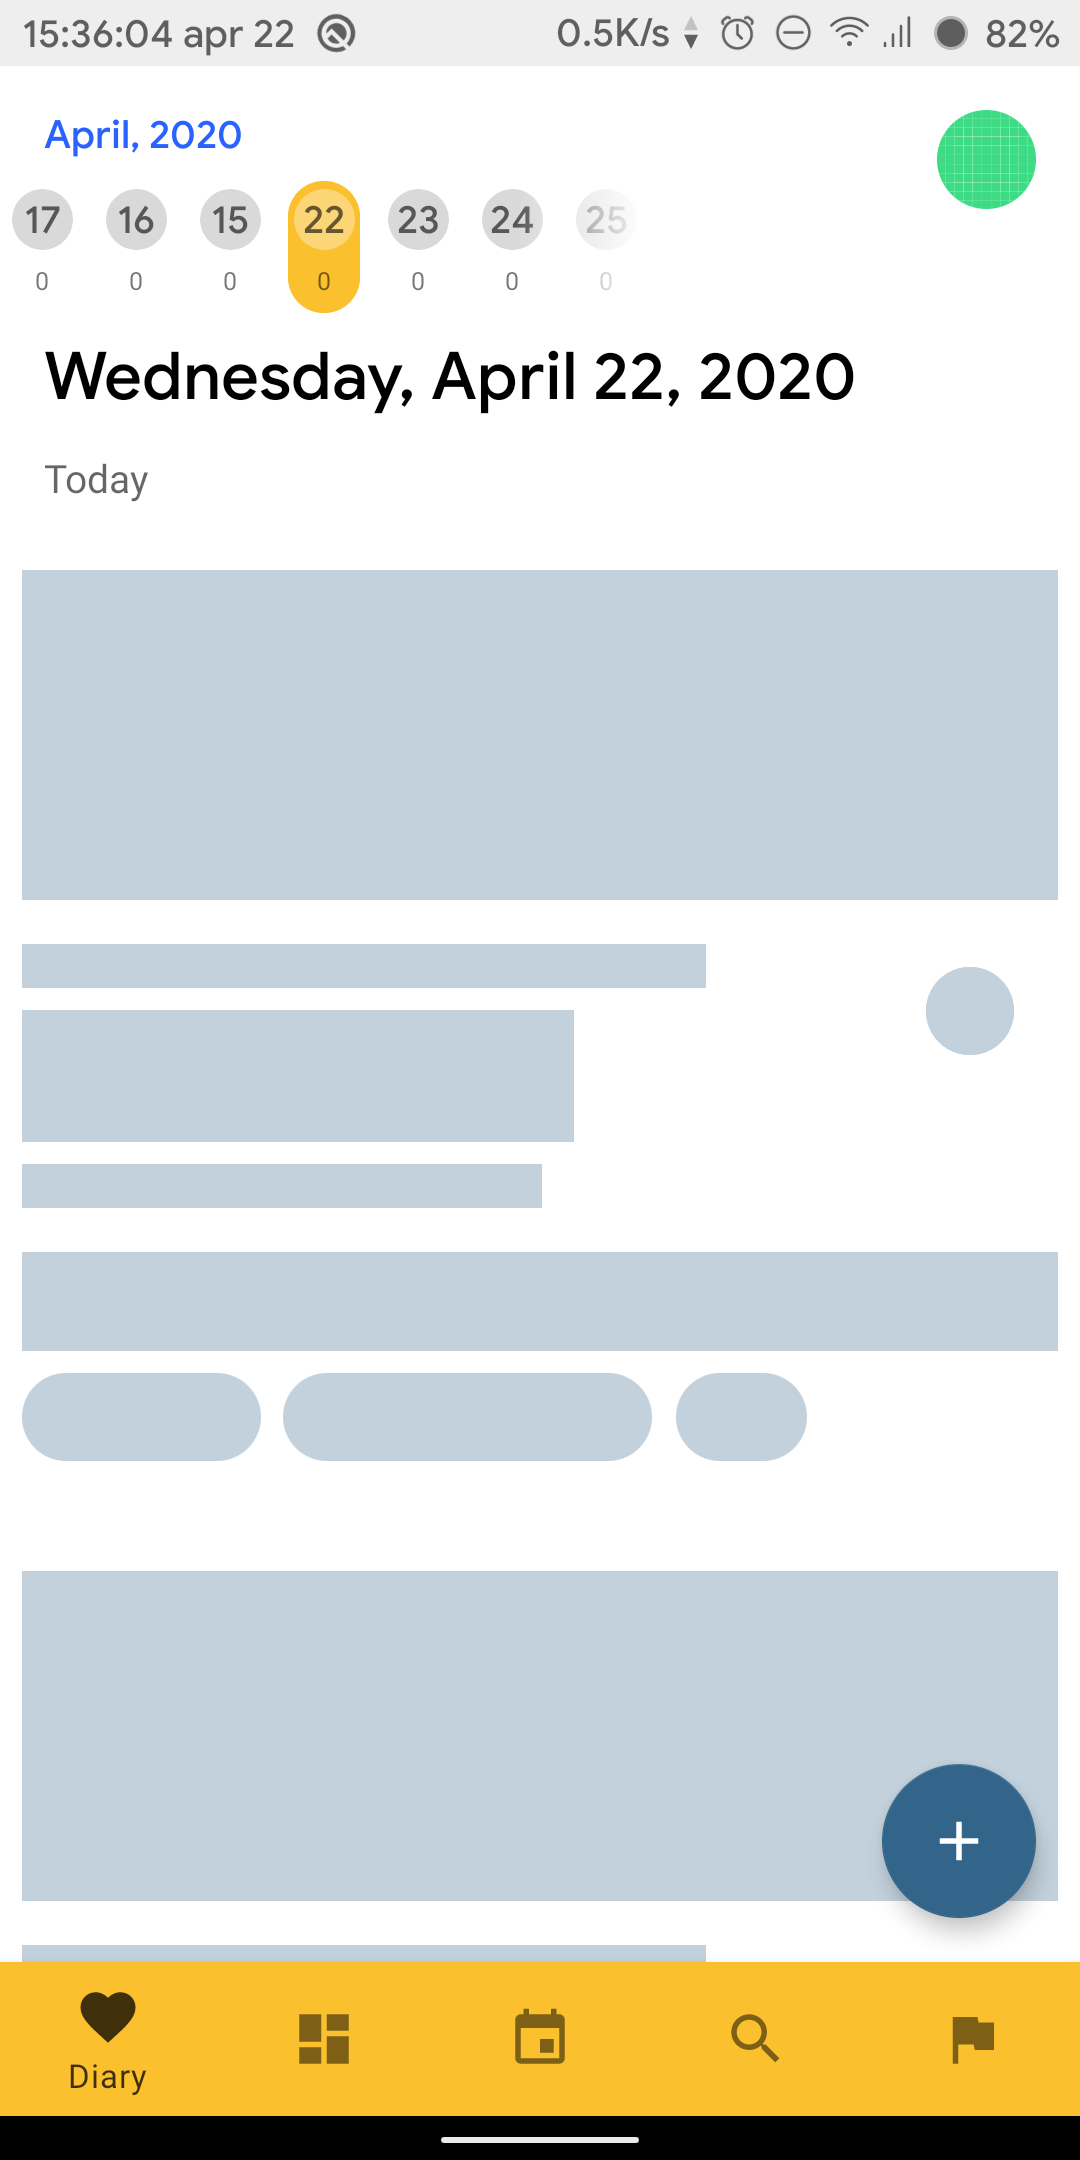 15:36:04 apr 22 0.5K/s 82%
April, 2020
17 16 15 22 23 24 25
0 0 0 0 0 0 0
Wednesday, April 22, 2020
Today
Diary